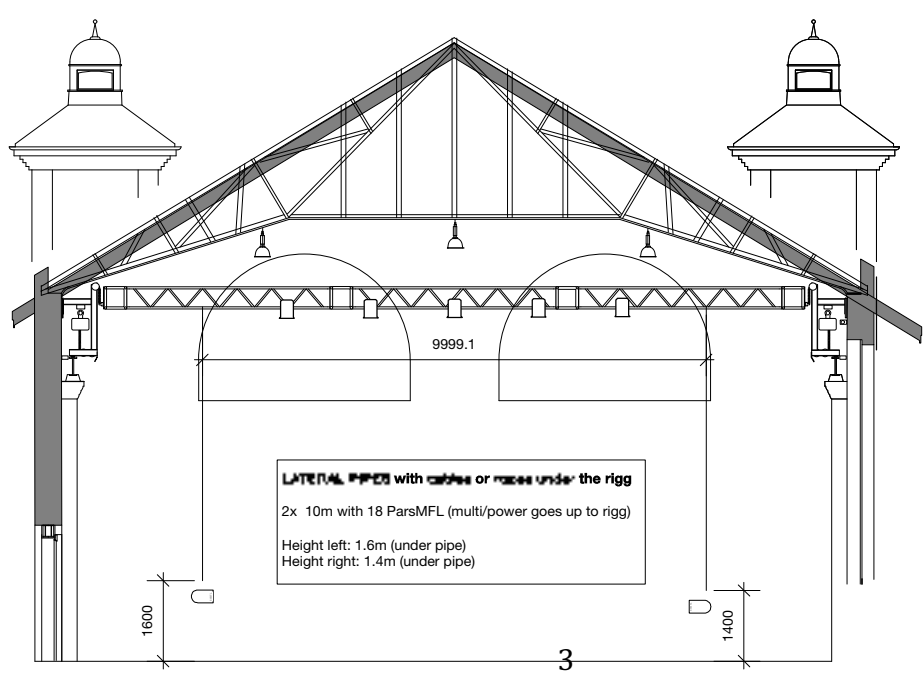 9999.1
with or the rigg
2x 10m with 18 ParsMFL (multi/power goes up to rigg)
Height left: 1.6m (under pipe)
Height right: 1.4m (under pipe)
1600
1400
3